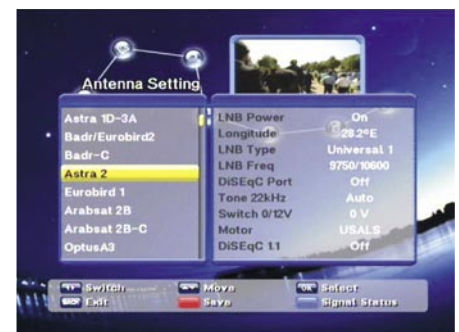 Antenna Setting
Astra 1D-3A
Badr/Eurobird2
Badr-C
Astra 2
Eurobird 1
Arabsat 2B
Arabsat 2B-C
OptusA3
LNB Power On
Longitude 28.2ºE
LNB Type Universal 1
LNB Freq 9750/10600
DiSEqC Port Off
Tone 22kHz Auto
Switch 0/12V 0 V
Motor USALS
DiSEqC 1.1 Off
Switch Move OK Select
Exit Save Signal Status